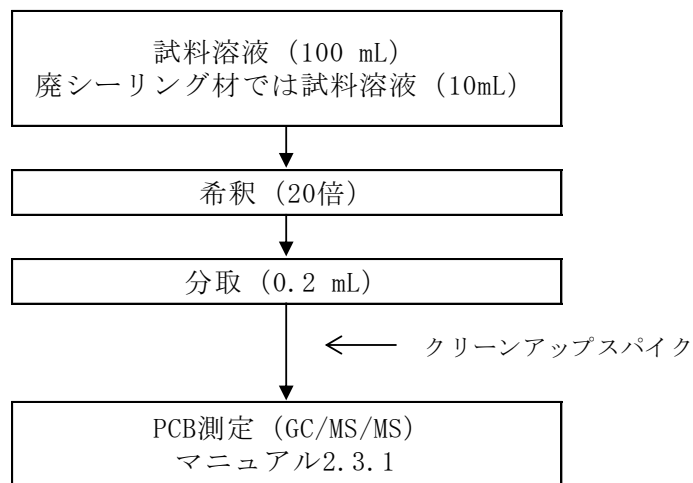 試料溶液 (100 mL)
廃シーリング材では試料溶液 (10mL)
希釈 (20倍)
分取 (0.2 mL)
クリーンアップスパイク
PCB測定 (GC/MS/MS)
マニュアル2.3.1